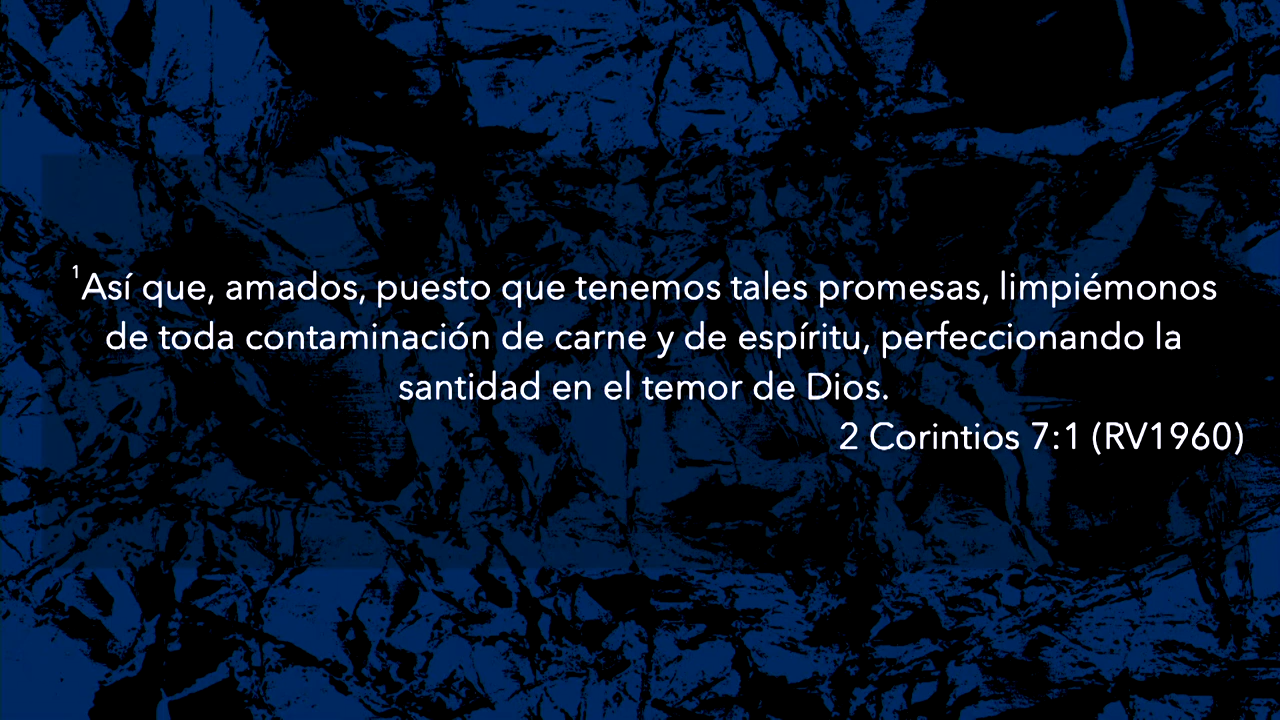 ¹Así que, amados, puesto que tenemos tales promesas, limpiémonos
de toda contaminación de carne y de espíritu, perfeccionando la
santidad en el temor de Dios.
2 Corintios 7:1 (RV1960)